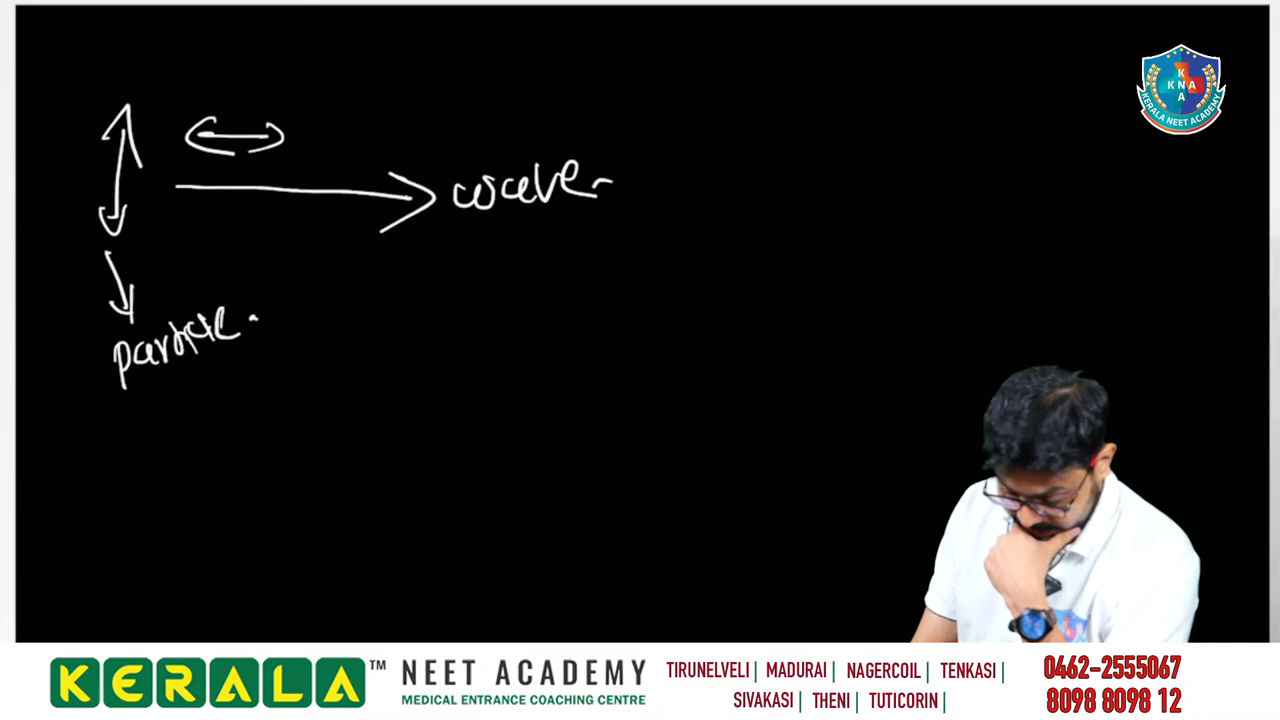 wave
particle.
K
KNA
A
KERALA NEET ACADEMY
KERALA™ NEET ACADEMY
MEDICAL ENTRANCE COACHING CENTRE
TIRUNELVELI | MADURAI | NAGERCOIL | TENKASI |
SIVAKASI | THENI | TUTICORIN |
0462-2555067
8098 8098 12